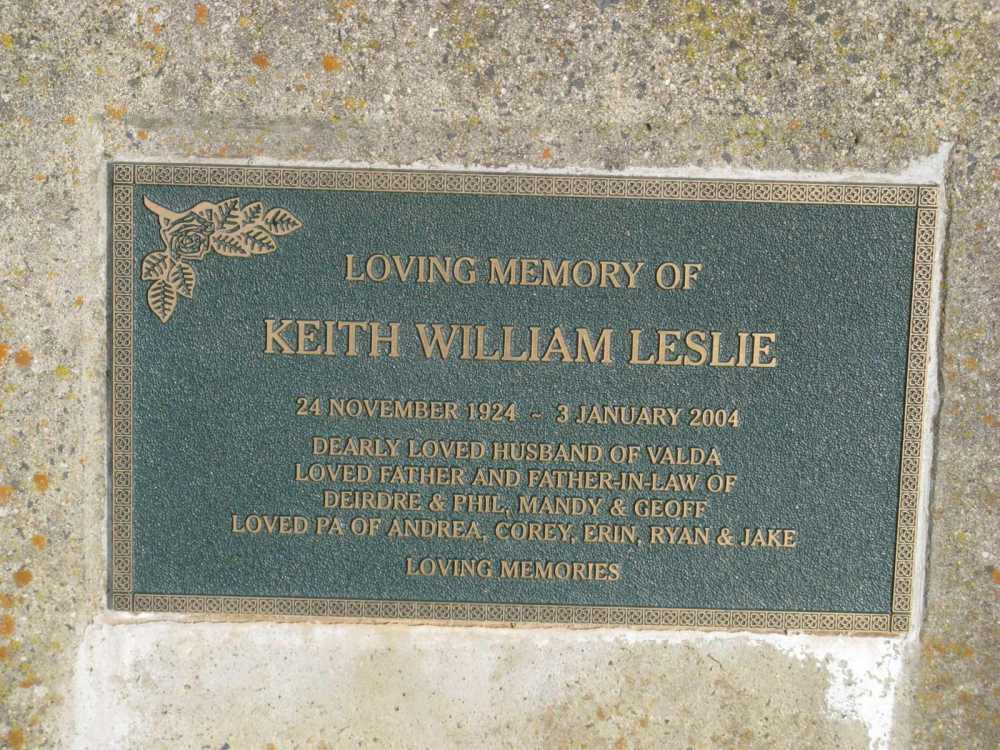 LOVING MEMORY OF
KEITH WILLIAM LESLIE
24 NOVEMBER 1924 ~ 3 JANUARY 2004
DEARLY LOVED HUSBAND OF VALDA
LOVED FATHER AND FATHER-IN-LAW OF
DEIRDRE & PHIL, MANDY & GEOFF
LOVED PA OF ANDREA, COREY, ERIN, RYAN & JAKE
LOVING MEMORIES